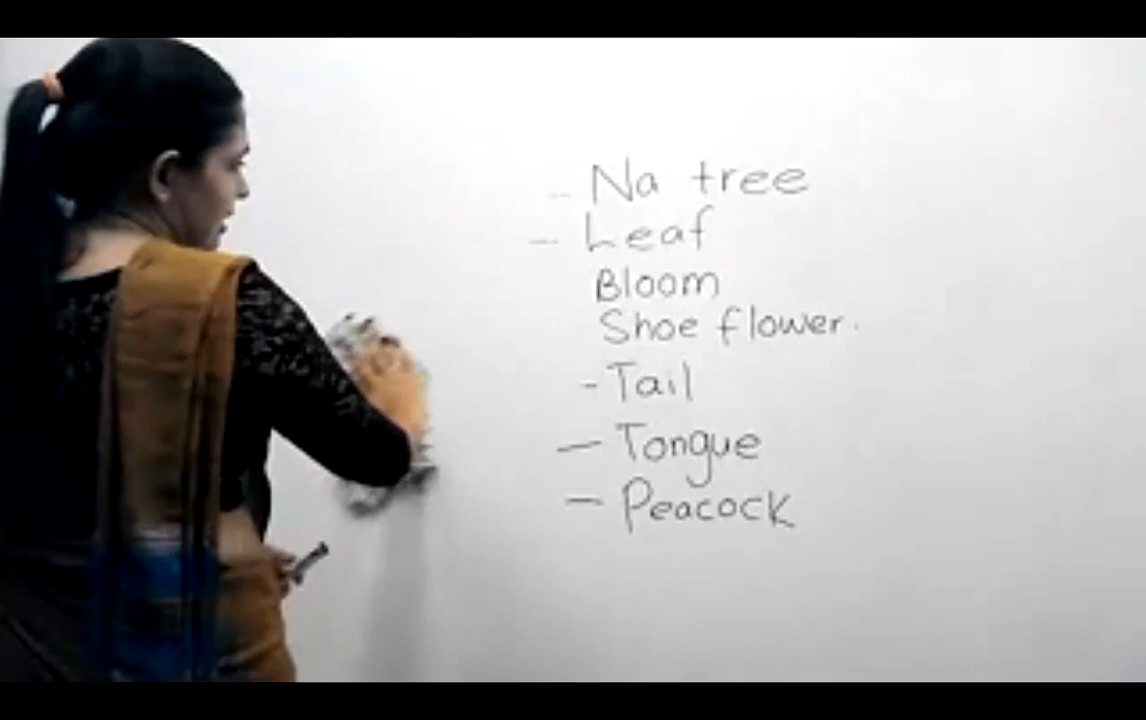 - Na tree
- Leaf
Bloom
Shoe flower.
- Tail
- Tongue
- Peacock